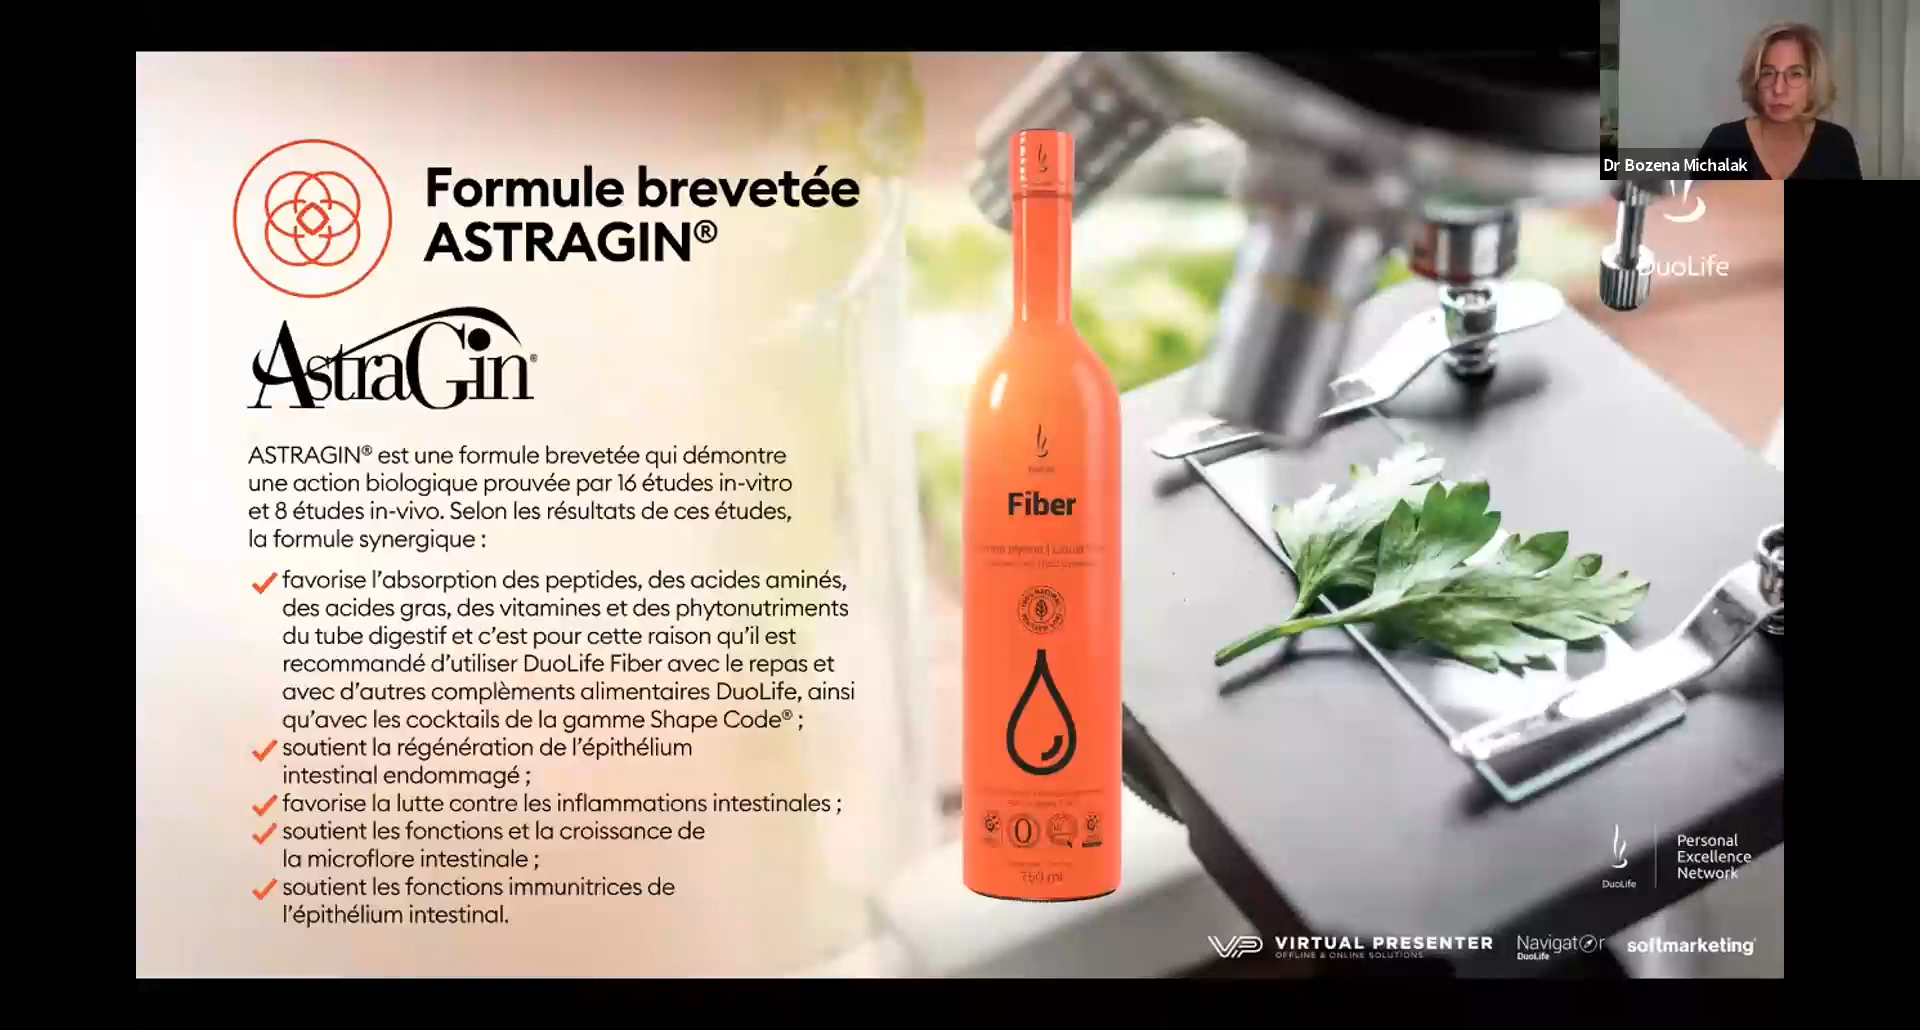 Dr Bozena Michalak
Formule brevetée
ASTRAGIN®
AstraGin®
ASTRAGIN® est une formule brevetée qui démontre
une action biologique prouvée par 16 études in-vitro
et 8 études in-vivo. Selon les résultats de ces études,
la formule synergique :
favorise l'absorption des peptides, des acides aminés,
des acides gras, des vitamines et des phytonutriments
du tube digestif et c'est pour cette raison qu'il est
recommandé d'utiliser DuoLife Fiber avec le repas et
avec d'autres complèments alimentaires DuoLife, ainsi
qu'avec les cocktails de la gamme Shape Code® ;
soutient la régénération de l'épithélium
intestinal endommagé ;
favorise la lutte contre les inflammations intestinales ;
soutient les fonctions et la croissance de
la microflore intestinale ;
soutient les fonctions immunitrices de
l'épithélium intestinal.
Fiber
750 ml
DuoLife
DuoLife
Personal
Excellence
Network
VP VIRTUAL PRESENTER
OFFLINE & ONLINE SOLUTIONS
Navigator
DuoLife
softmarketing